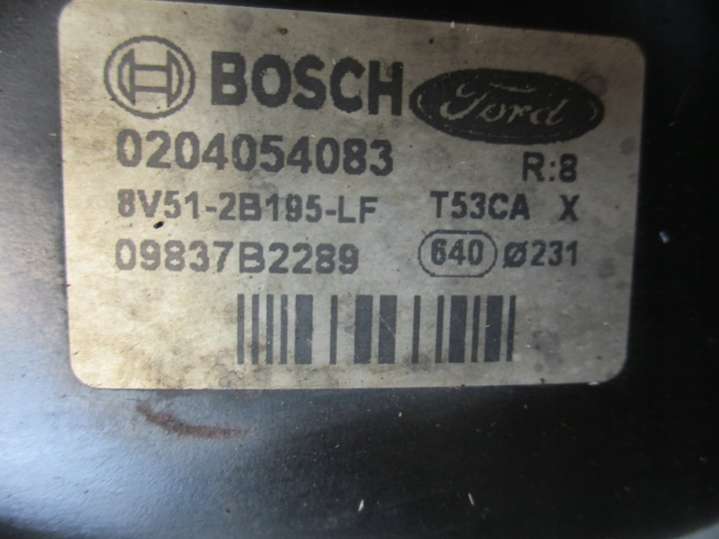 BOSCH Ford
0204054083 R:8
8V51-2B195-LF T53CA X
09837B2289 640 Ø231